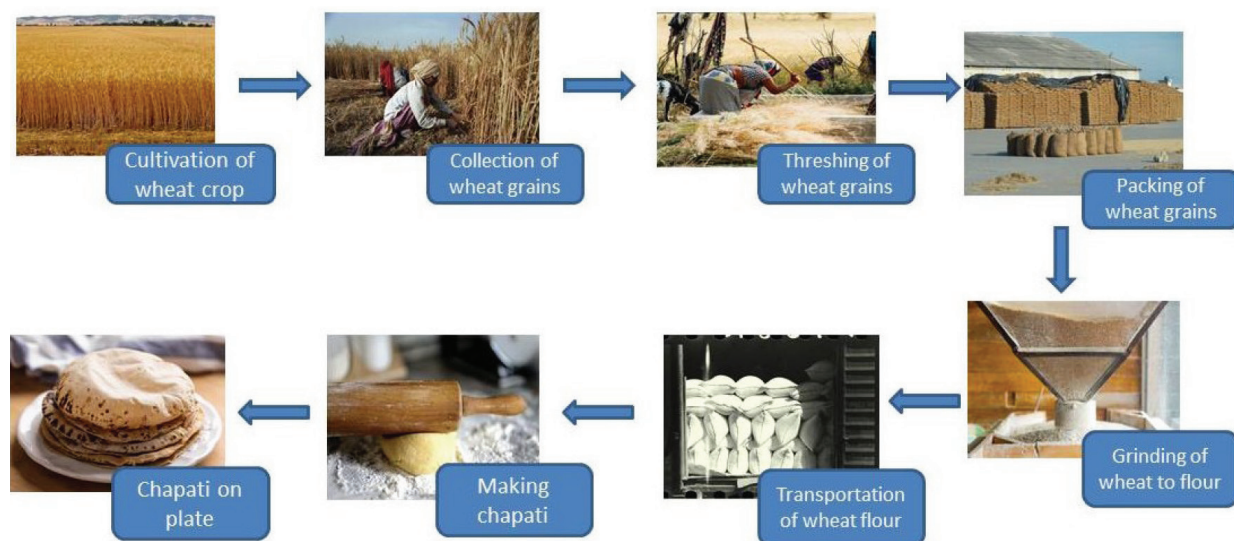 Cultivation of
wheat crop
Collection of
wheat grains
Threshing of
wheat grains
Packing of
wheat grains
Grinding of
wheat to flour
Transportation
of wheat flour
Making
chapati
Chapati on
plate